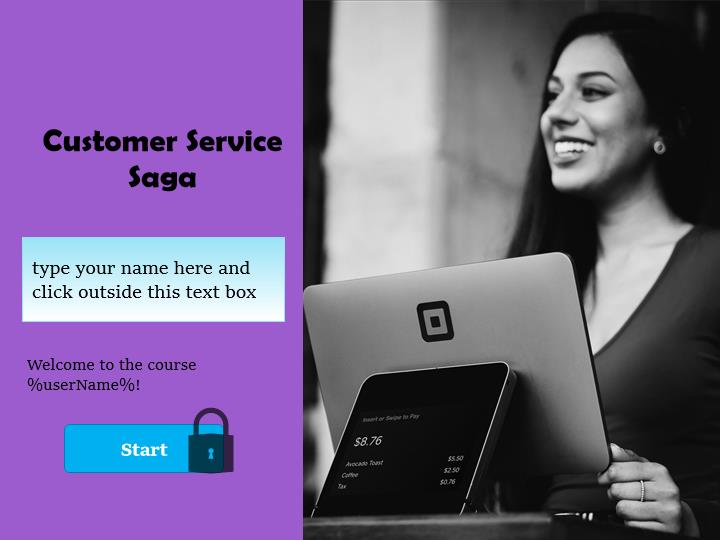 Customer Service
Saga
type your name here and
click outside this text box
Welcome to the course
%userName%!
Start
Insert or Swipe to Pay
$8.76
Avocado Toast $5.50
Coffee $2.50
Tax $0.76